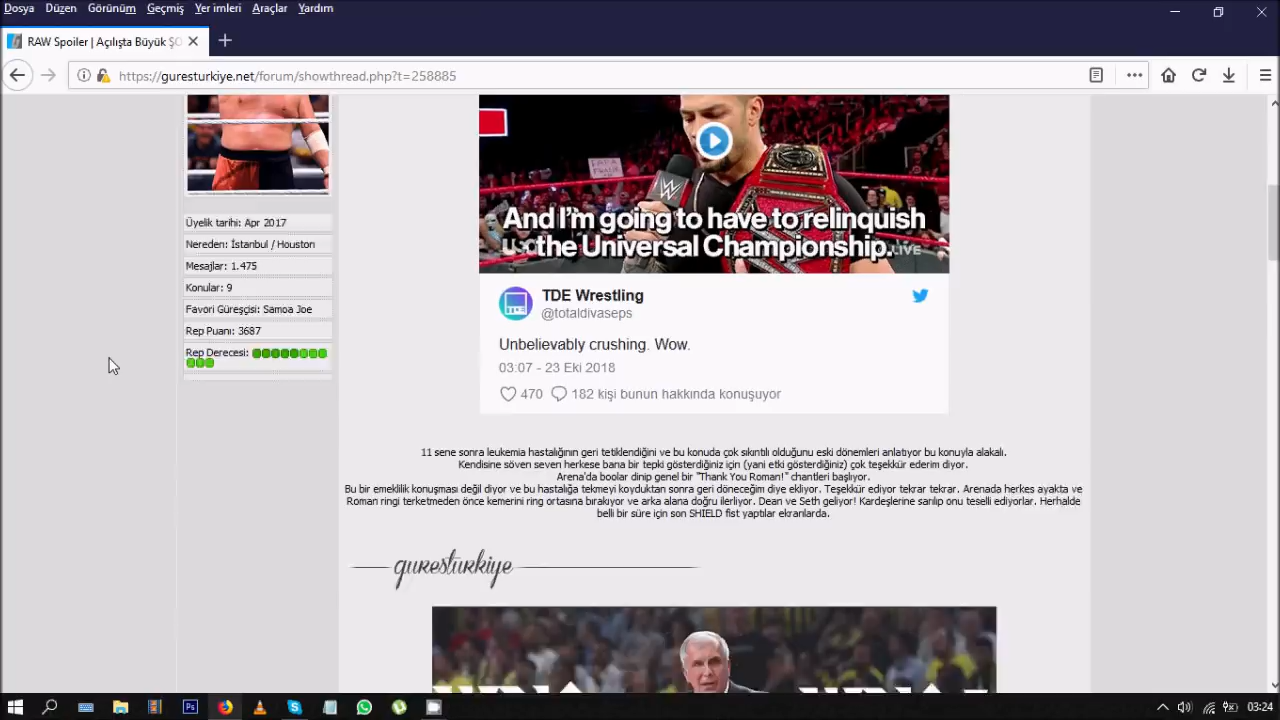 Dosya Düzen Görünüm Geçmiş Yer imleri Araçlar Yardım
RAW Spoiler | Açılışta Büyük ŞO
https://guresturkiye.net/forum/showthread.php?t=258885
And I'm going to have to relinquish
the Universal Championship.
LIVE
Üyelik tarihi: Apr 2017
Nereden: İstanbul / Houston
Mesajlar: 1.475
Konular: 9
Favori Güreşçisi: Samoa Joe
Rep Puanı: 3687
Rep Derecesi:
TDE Wrestling
@totaldivaseps
Unbelievably crushing. Wow.
03:07 - 23 Eki 2018
470 182 kişi bunun hakkında konuşuyor
11 sene sonra leukemia hastalığının geri tetiklendiğini ve bu konuda çok sıkıntılı olduğunu eski dönemleri anlatıyor bu konuyla alakalı.
Kendisine söven seven herkese bana bir tepki gösterdiğiniz için (yani etki gösterdiğiniz) çok teşekkür ederim diyor.
Arena'da boolar dinip genel bir "Thank You Roman!" chantleri başlıyor.
Bu bir emeklilik konuşması değil diyor ve bu hastalığa tekmeyi koyduktan sonra geri döneceğim diye ekliyor. Teşekkür ediyor tekrar tekrar. Arenada herkes ayakta ve
Roman ringi terketmeden önce kemerini ring ortasına bırakıyor ve arka alana doğru ilerliyor. Dean ve Seth geliyor! Kardeşlerine sarılıp onu teselli ediyorlar. Herhalde
belli bir süre için son SHIELD fist yaptılar ekranlarda.
guresturkiye
03:24